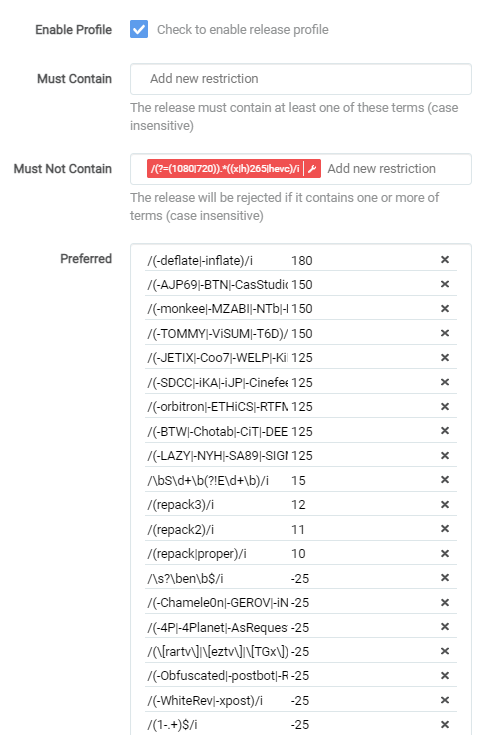 Enable Profile Check to enable release profile
Must Contain Add new restriction
The release must contain at least one of these terms (case
insensitive)
Must Not Contain /(?=(1080|720)).*((x|h)265|hevc)/i Add new restriction
The release will be rejected if it contains one or more of
terms (case insensitive)
Preferred /(-deflate|-inflate)/i 180
/(-AJP69|-BTN|-CasStudio 150
/(-monkee|-MZABI|-NTb|- 150
/(-TOMMY|-ViSUM|-T6D)/ 150
/(-JETIX|-Coo7|-WELP|-Ki 125
/(-SDCC|-iKA|-iJP|-Cinefee 125
/(-orbitron|-ETHiCS|-RTFM 125
/(-BTW|-Chotab|-CiT|-DEE 125
/(-LAZY|-NYH|-SA89|-SIGM 125
/\bS\d+\b(?!E\d+\b)/i 15
/(repack3)/i 12
/(repack2)/i 11
/(repack|proper)/i 10
/\s?\ben\b$/i -25
/(-Chamele0n|-GEROV|-iN -25
/(-4P|-4Planet|-AsReques -25
/(\[rartv\]|\[eztv\]|\[TGx\]) -25
/(-Obfuscated|-postbot|-R -25
/(-WhiteRev|-xpost)/i -25
/(1-.+)$/i -25